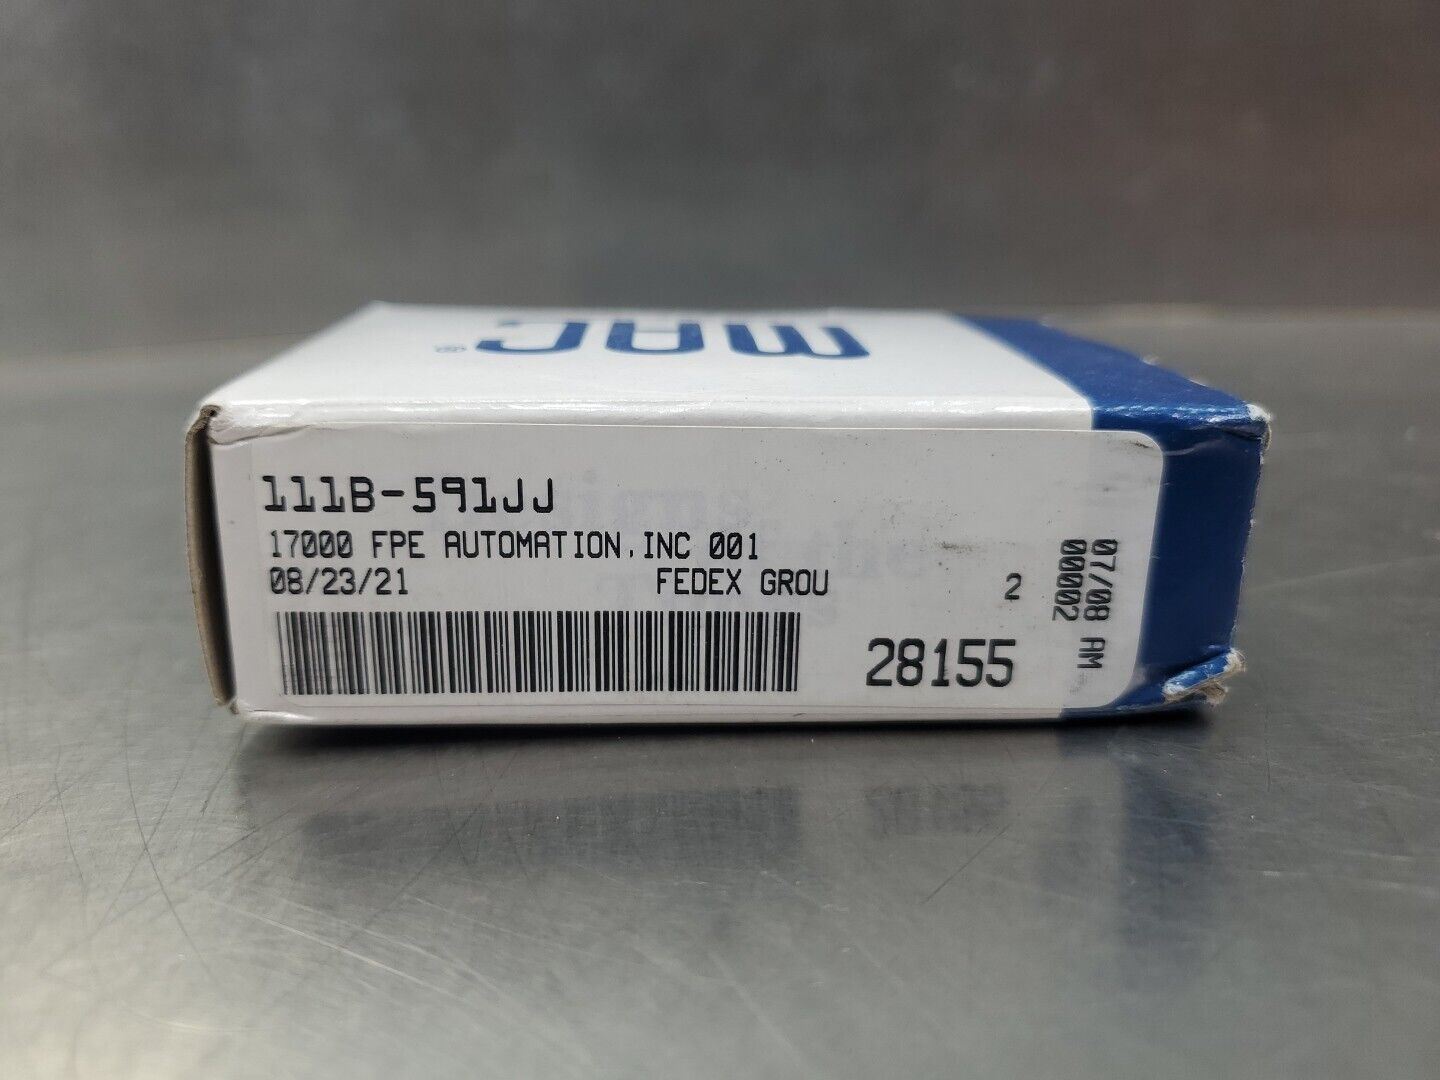 MAC®
111B-591JJ
17000 FPE AUTOMATION, INC 001
08/23/21 FEDEX GROU 2
28155
07/08 AM
00002